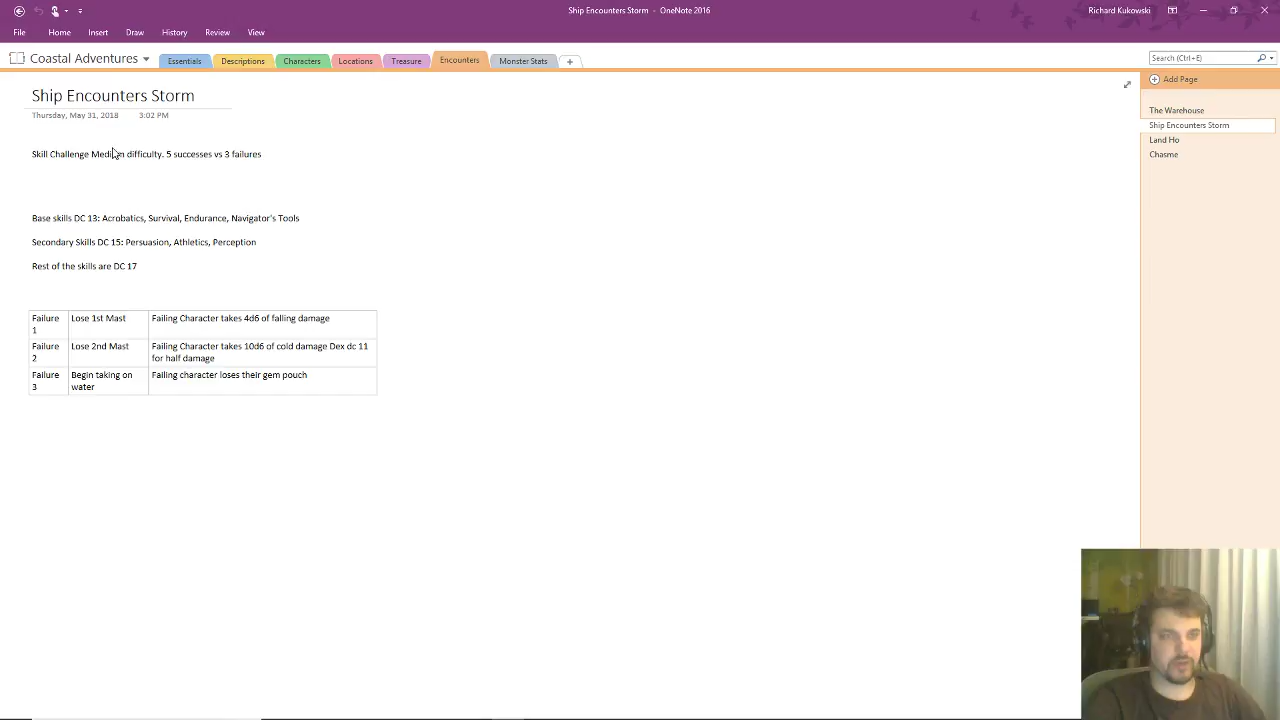 Ship Encounters Storm - OneNote 2016
Richard Kukowski
File Home Insert Draw History Review View
Coastal Adventures
Essentials Descriptions Characters Locations Treasure Encounters Monster Stats
Search (Ctrl+E)
Add Page
The Warehouse
Ship Encounters Storm
Land Ho
Chasme
Ship Encounters Storm
Thursday, May 31, 2018 3:02 PM
Skill Challenge Medium difficulty. 5 successes vs 3 failures
Base skills DC 13: Acrobatics, Survival, Endurance, Navigator's Tools
Secondary Skills DC 15: Persuasion, Athletics, Perception
Rest of the skills are DC 17
Failure
1
Lose 1st Mast
Failing Character takes 4d6 of falling damage
Failure
2
Lose 2nd Mast
Failing Character takes 10d6 of cold damage Dex dc 11
for half damage
Failure
3
Begin taking on
water
Failing character loses their gem pouch